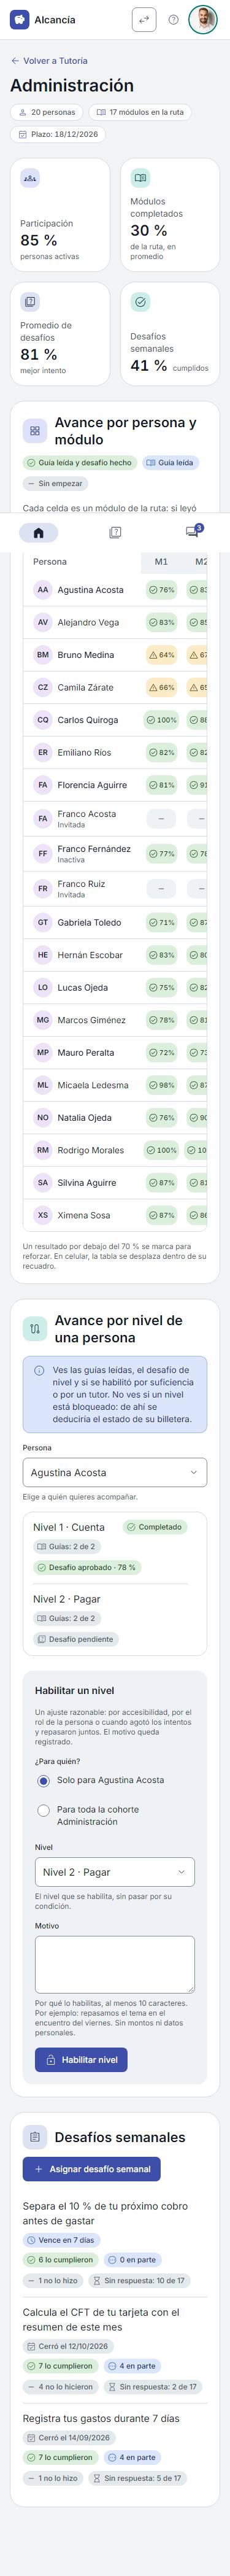 Alcancía
Volver a Tutoría
Administración
20 personas
17 módulos en la ruta
Plazo: 18/12/2026
Participación
85 %
personas activas
Módulos
completados
30 %
de la ruta, en
promedio
Promedio de
desafíos
81 %
mejor intento
Desafíos
semanales
41 % cumplidos
Avance por persona y
módulo
Guía leída y desafío hecho
Guía leída
Sin empezar
Cada celda es un módulo de la ruta: si leyó
3
Persona M1 M2
AA Agustina Acosta 76%
AV Alejandro Vega 83%
BM Bruno Medina 64%
CZ Camila Zárate 66%
CQ Carlos Quiroga 100%
ER Emiliano Ríos 82%
FA Florencia Aguirre 81%
FA Franco Acosta – –
Invitada
FF Franco Fernández 77%
Inactiva
FR Franco Ruiz – –
Invitada
GT Gabriela Toledo 71%
HE Hernán Escobar 83%
LO Lucas Ojeda 75%
MG Marcos Giménez 78%
MP Mauro Peralta 72%
ML Micaela Ledesma 98%
NO Natalia Ojeda 76%
RM Rodrigo Morales 100%
SA Silvina Aguirre 87%
XS Ximena Sosa 87%
Un resultado por debajo del 70 % se marca para
reforzar. En celular, la tabla se desplaza dentro de su
recuadro.
Avance por nivel de
una persona
Ves las guías leídas, el desafío de
nivel y si se habilitó por suficiencia
o por un tutor. No ves si un nivel
está bloqueado: de ahí se
deduciría el estado de su billetera.
Persona
Agustina Acosta
Elige a quién quieres acompañar.
Nivel 1 · Cuenta
Completado
Guías: 2 de 2
Desafío aprobado · 78 %
Nivel 2 · Pagar
Guías: 2 de 2
Desafío pendiente
Habilitar un nivel
Un ajuste razonable: por accesibilidad, por el
rol de la persona o cuando agotó los intentos
y repasaron juntos. El motivo queda
registrado.
¿Para quién?
Solo para Agustina Acosta
Para toda la cohorte
Administración
Nivel
Nivel 2 · Pagar
El nivel que se habilita, sin pasar por su
condición.
Motivo
Por qué lo habilitas, al menos 10 caracteres.
Por ejemplo: repasamos el tema en el
encuentro del viernes. Sin montos ni datos
personales.
Habilitar nivel
Desafíos semanales
Asignar desafío semanal
Separa el 10 % de tu próximo cobro
antes de gastar
Vence en 7 días
6 lo cumplieron
0 en parte
1 no lo hizo
Sin respuesta: 10 de 17
Calcula el CFT de tu tarjeta con el
resumen de este mes
Cerró el 12/10/2026
7 lo cumplieron
4 en parte
4 no lo hicieron
Sin respuesta: 2 de 17
Registra tus gastos durante 7 días
Cerró el 14/09/2026
7 lo cumplieron
4 en parte
1 no lo hizo
Sin respuesta: 5 de 17